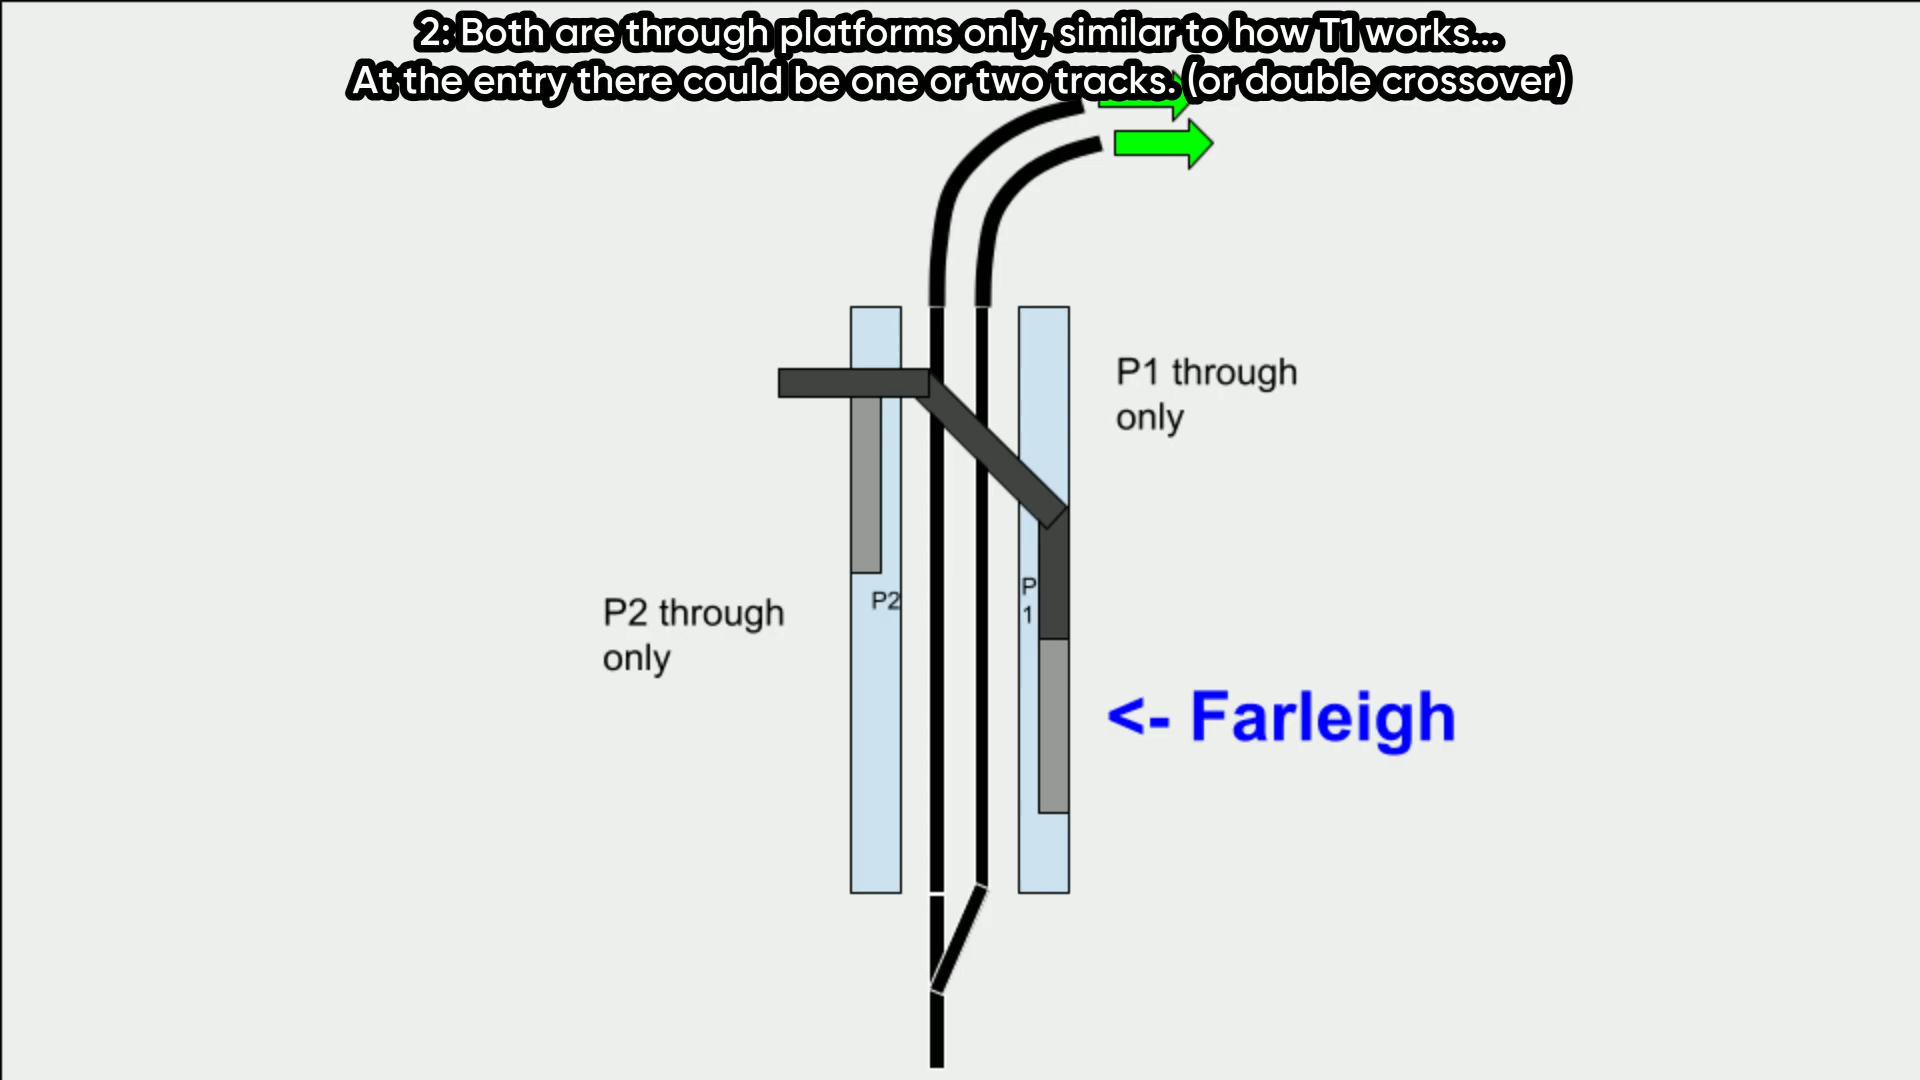 2: Both are through platforms only, similar to how T1 works...
At the entry there could be one or two tracks. (or double crossover)
P1 through
only
P2
P
1
P2 through
only
<- Farleigh